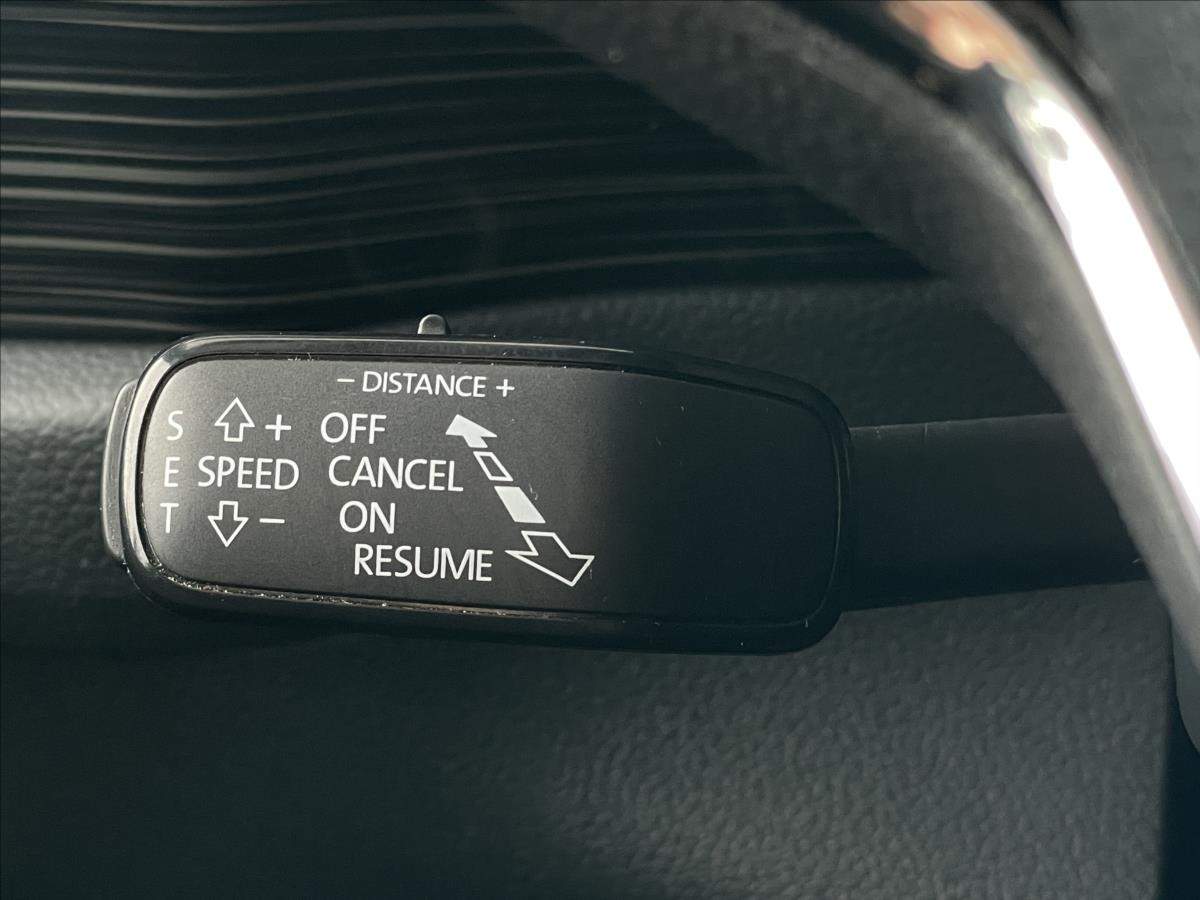 − DISTANCE +
S + OFF
E SPEED CANCEL
T − ON
RESUME